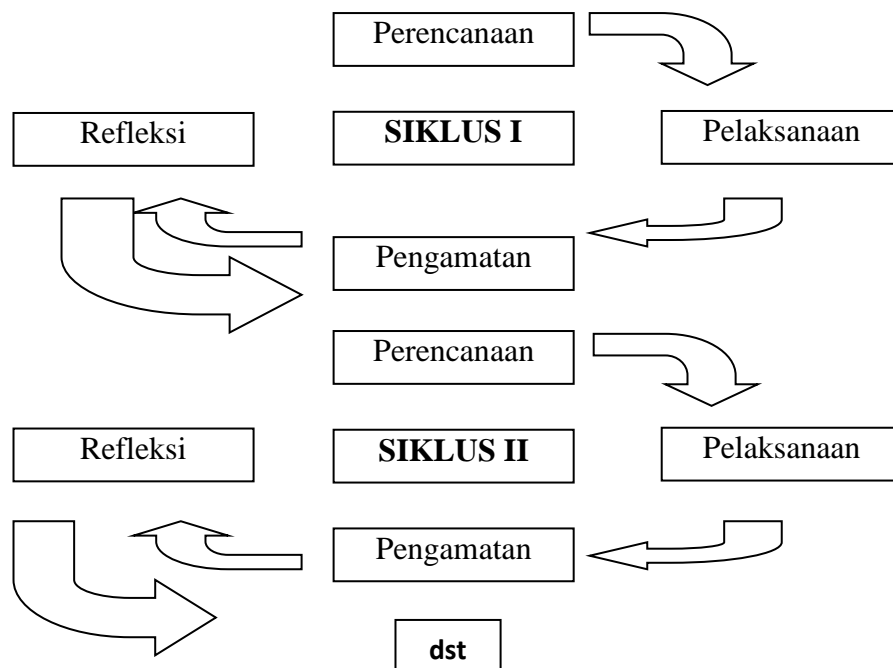 Perencanaan
Refleksi
SIKLUS I
Pelaksanaan
Pengamatan
Perencanaan
Refleksi
SIKLUS II
Pelaksanaan
Pengamatan
dst